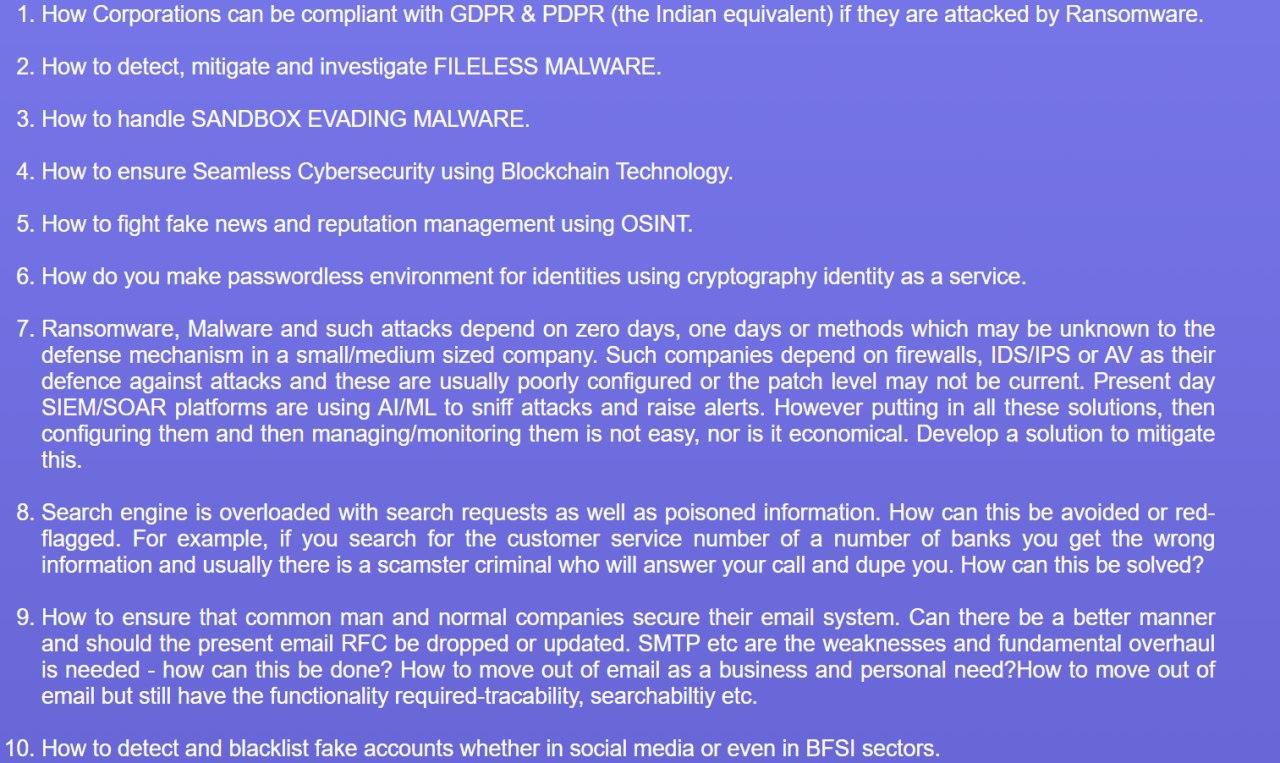 1. How Corporations can be compliant with GDPR & PDPR (the Indian equivalent) if they are attacked by Ransomware.
2. How to detect, mitigate and investigate FILELESS MALWARE.
3. How to handle SANDBOX EVADING MALWARE.
4. How to ensure Seamless Cybersecurity using Blockchain Technology.
5. How to fight fake news and reputation management using OSINT.
6. How do you make passwordless environment for identities using cryptography identity as a service.
7. Ransomware, Malware and such attacks depend on zero days, one days or methods which may be unknown to the
defense mechanism in a small/medium sized company. Such companies depend on firewalls, IDS/IPS or AV as their
defence against attacks and these are usually poorly configured or the patch level may not be current. Present day
SIEM/SOAR platforms are using AI/ML to sniff attacks and raise alerts. However putting in all these solutions, then
configuring them and then managing/monitoring them is not easy, nor is it economical. Develop a solution to mitigate
this.
8. Search engine is overloaded with search requests as well as poisoned information. How can this be avoided or red-
flagged. For example, if you search for the customer service number of a number of banks you get the wrong
information and usually there is a scamster criminal who will answer your call and dupe you. How can this be solved?
9. How to ensure that common man and normal companies secure their email system. Can there be a better manner
and should the present email RFC be dropped or updated. SMTP etc are the weaknesses and fundamental overhaul
is needed - how can this be done? How to move out of email as a business and personal need?How to move out of
email but still have the functionality required-tracability, searchabiltiy etc.
10. How to detect and blacklist fake accounts whether in social media or even in BFSI sectors.